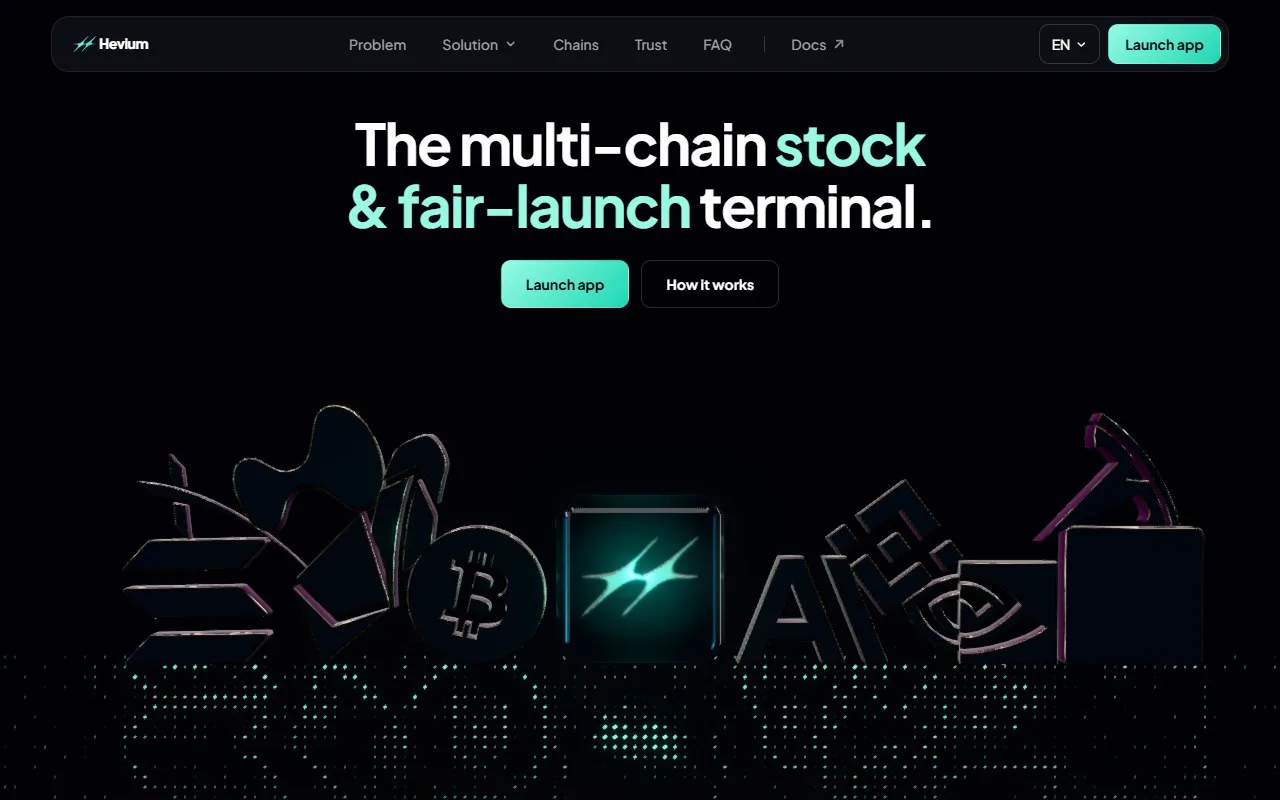 Hevium
Problem
Solution
Chains
Trust
FAQ
Docs
EN
Launch app
The multi-chain stock
& fair-launch terminal.
Launch app
How it works